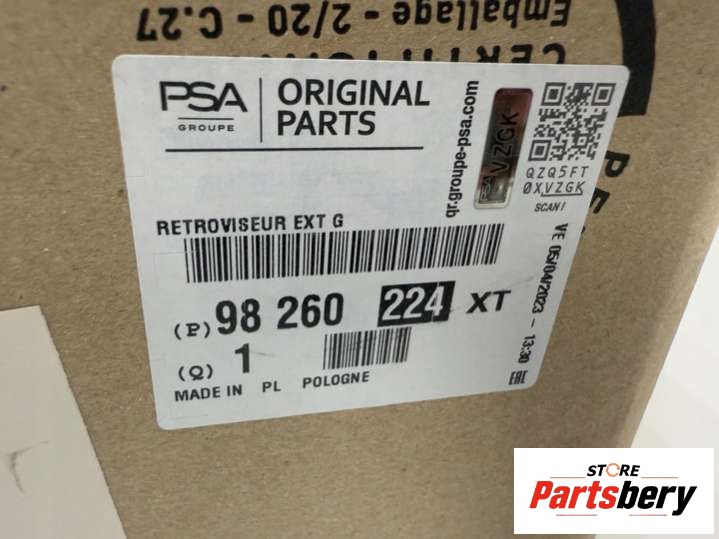 Emballage - 2/20 - C.27
PSA
GROUPE
ORIGINAL
PARTS
qr.groupe-psa.com
PSA VZGK
QZQ5FT
0XVZGK
SCAN!
RETROVISEUR EXT G
VE 05/04/2023 - 13:30
(P) 98 260 224 XT
(Q) 1
MADE IN PL POLOGNE
EAC
STORE
Partsbery